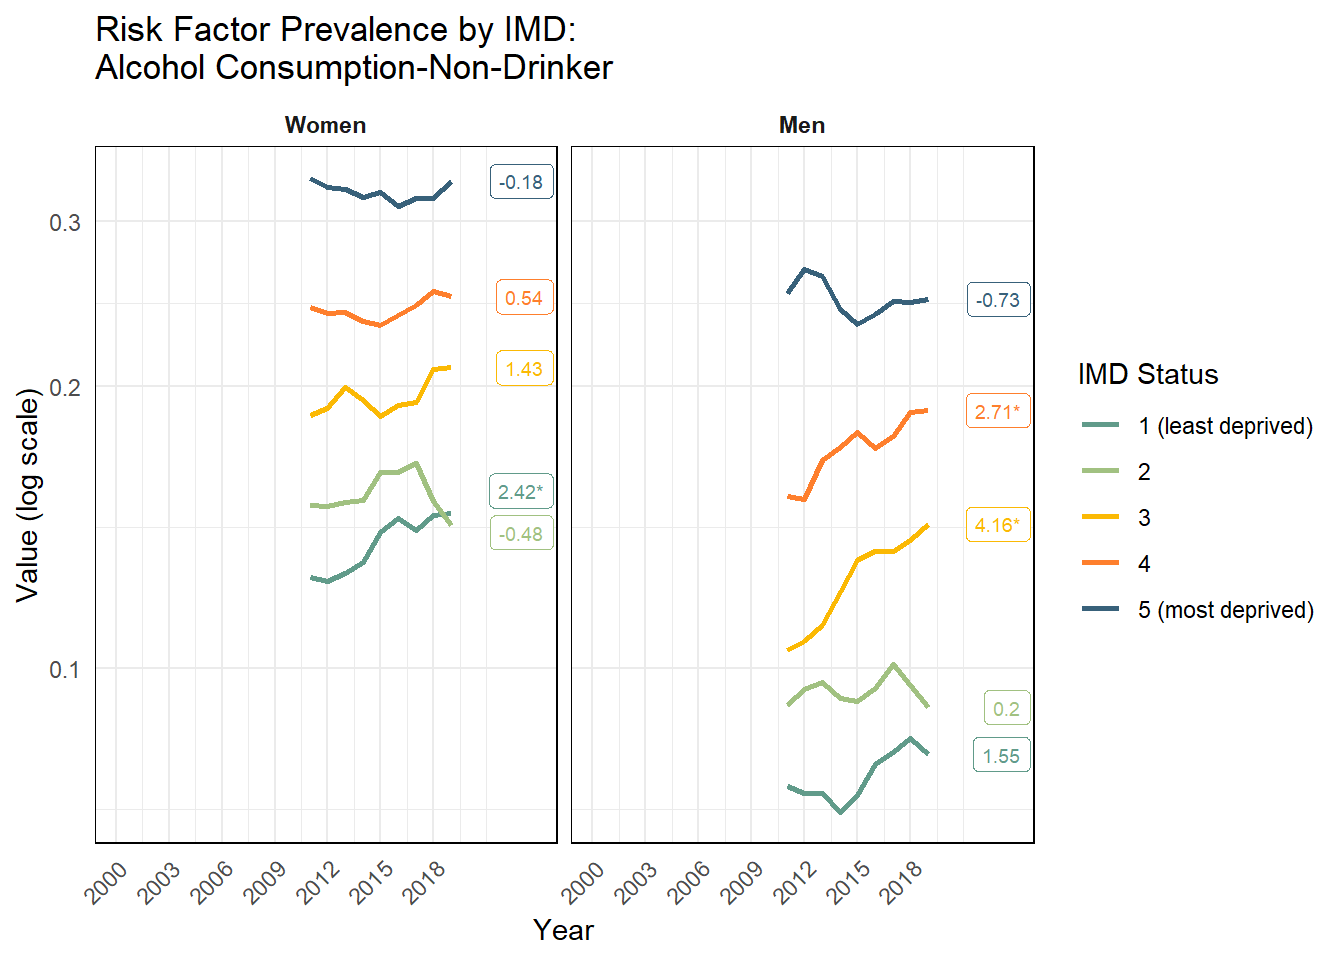 Risk Factor Prevalence by IMD:
Alcohol Consumption-Non-Drinker
Women
Men
Value (log scale)
0.3
0.2
0.1
-0.18
0.54
1.43
2.42*
-0.48
-0.73
2.71*
4.16*
0.2
1.55
2000 2003 2006 2009 2012 2015 2018
2000 2003 2006 2009 2012 2015 2018
Year
IMD Status
1 (least deprived)
2
3
4
5 (most deprived)